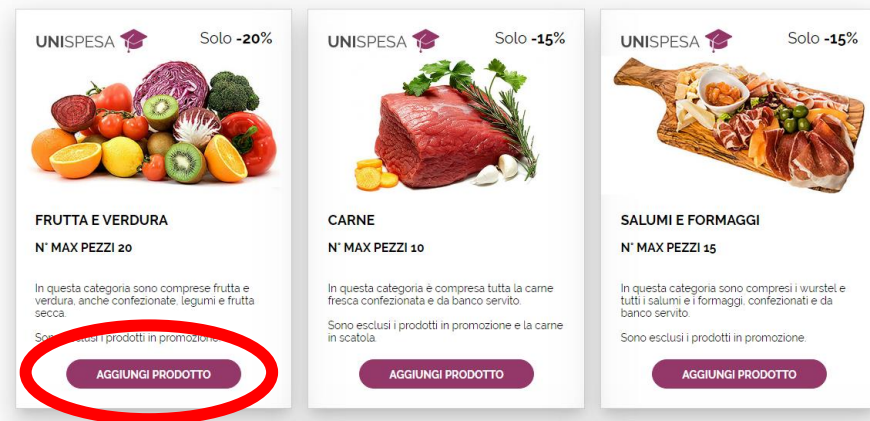 UNISPESA Solo -20%
FRUTTA E VERDURA
N° MAX PEZZI 20
In questa categoria sono comprese frutta e
verdura, anche confezionate, legumi e frutta
secca.
Sono esclusi i prodotti in promozione.
AGGIUNGI PRODOTTO
UNISPESA Solo -15%
CARNE
N° MAX PEZZI 10
In questa categoria è compresa tutta la carne
fresca confezionata e da banco servito.
Sono esclusi i prodotti in promozione e la carne
in scatola.
AGGIUNGI PRODOTTO
UNISPESA Solo -15%
SALUMI E FORMAGGI
N° MAX PEZZI 15
In questa categoria sono compresi i wurstel e
tutti i salumi e i formaggi, confezionati e da
banco servito.
Sono esclusi i prodotti in promozione.
AGGIUNGI PRODOTTO